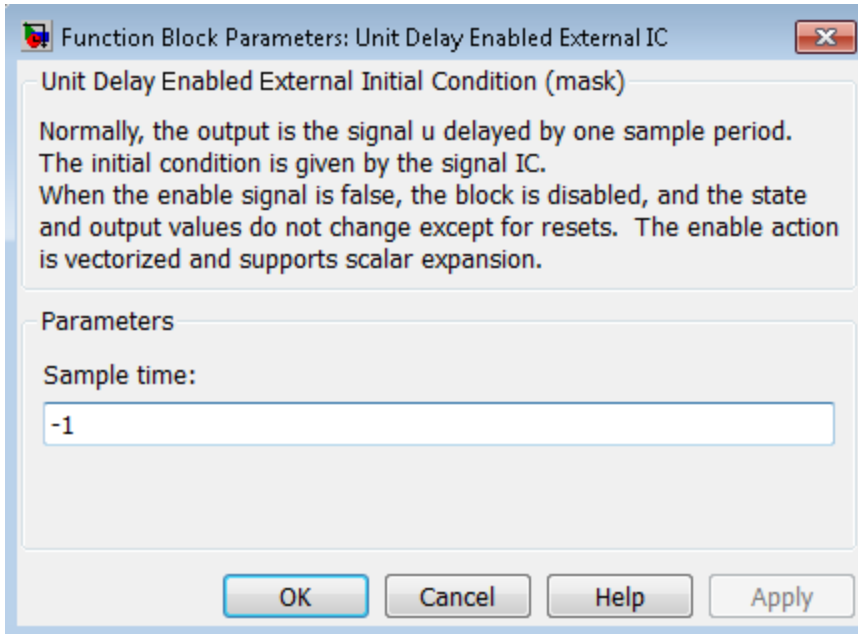 Function Block Parameters: Unit Delay Enabled External IC
Unit Delay Enabled External Initial Condition (mask)
Normally, the output is the signal u delayed by one sample period.
The initial condition is given by the signal IC.
When the enable signal is false, the block is disabled, and the state
and output values do not change except for resets.  The enable action
is vectorized and supports scalar expansion.
Parameters
Sample time:
-1
OK Cancel Help Apply